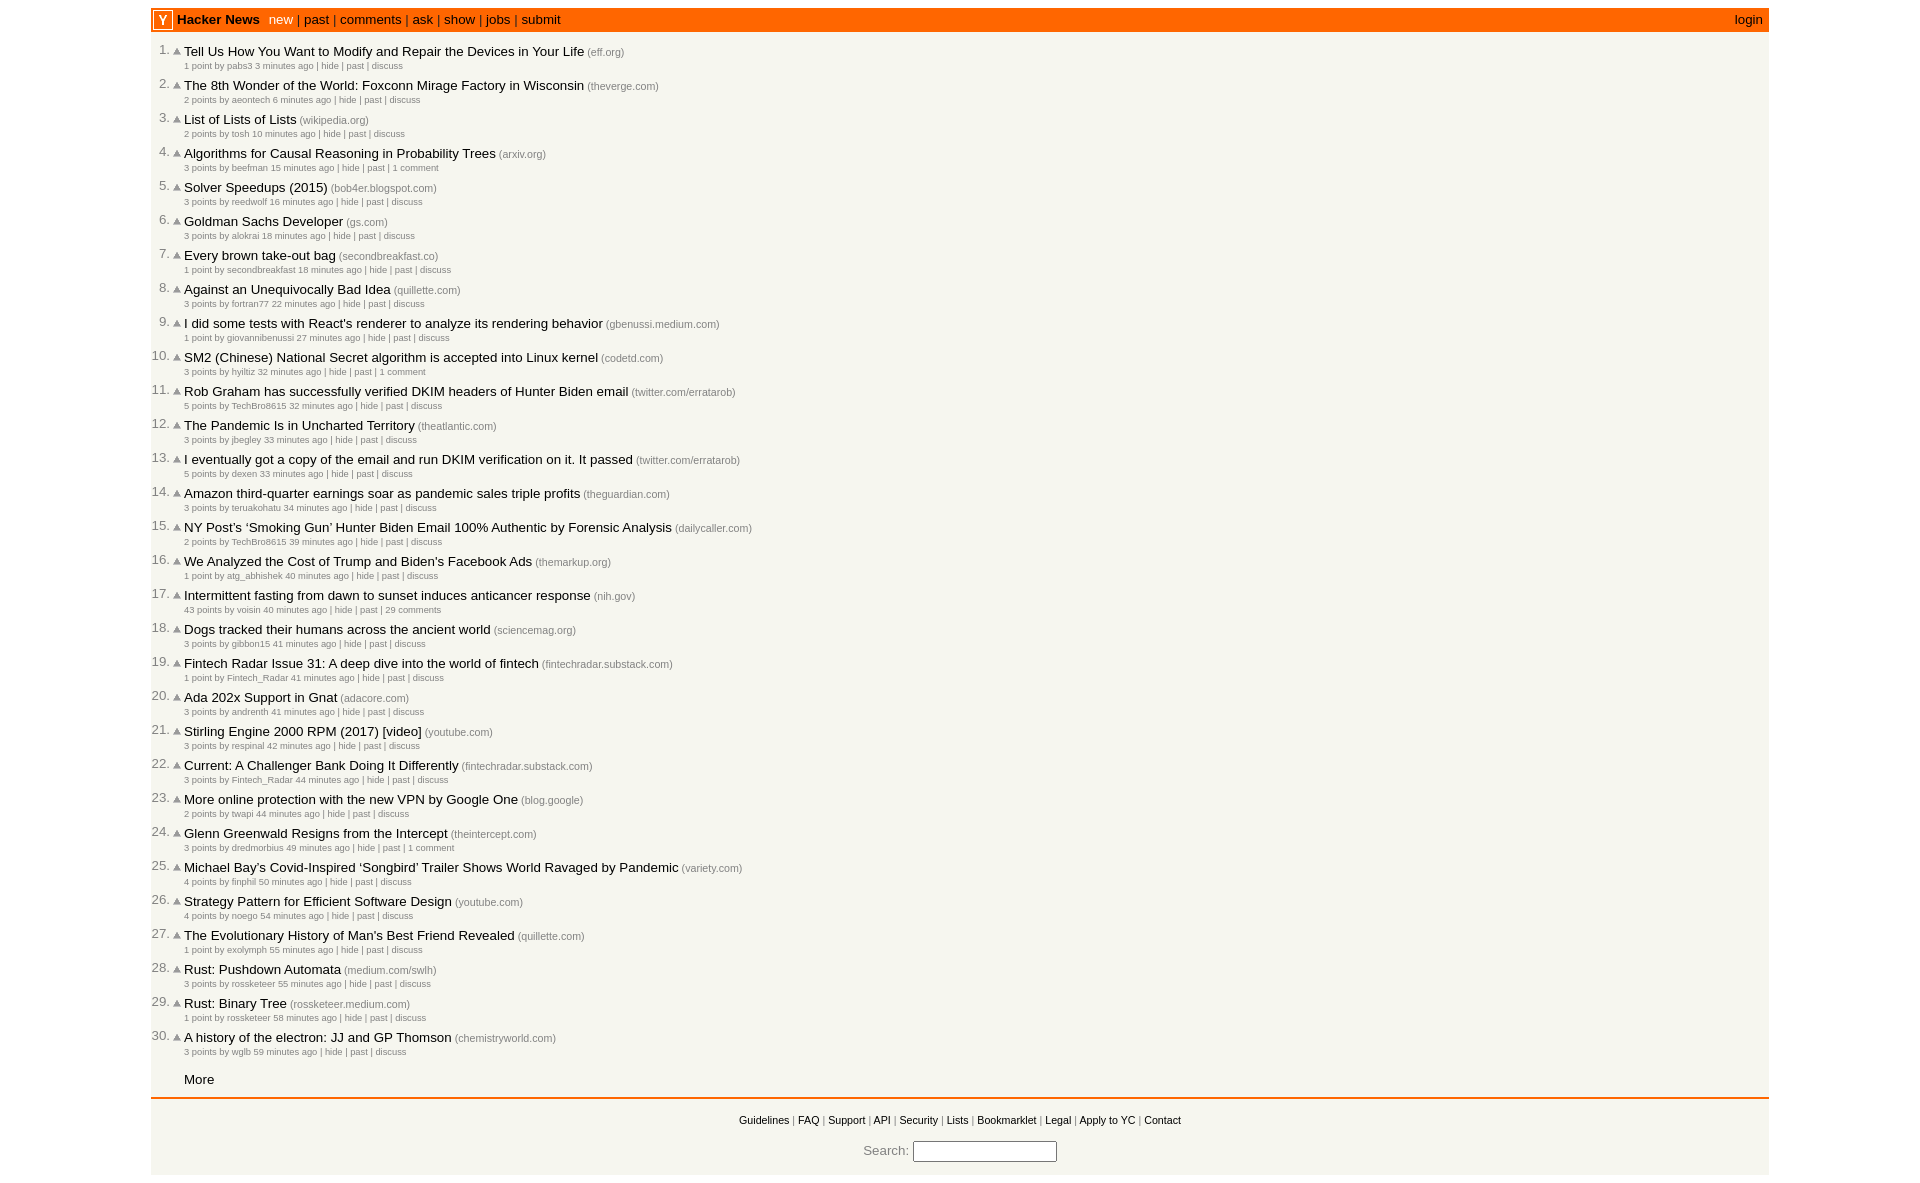 Y Hacker News new | past | comments | ask | show | jobs | submit login
1. Tell Us How You Want to Modify and Repair the Devices in Your Life (eff.org)
1 point by pabs3 3 minutes ago | hide | past | discuss
2. The 8th Wonder of the World: Foxconn Mirage Factory in Wisconsin (theverge.com)
2 points by aeontech 6 minutes ago | hide | past | discuss
3. List of Lists of Lists (wikipedia.org)
2 points by tosh 10 minutes ago | hide | past | discuss
4. Algorithms for Causal Reasoning in Probability Trees (arxiv.org)
3 points by beefman 15 minutes ago | hide | past | 1 comment
5. Solver Speedups (2015) (bob4er.blogspot.com)
3 points by reedwolf 16 minutes ago | hide | past | discuss
6. Goldman Sachs Developer (gs.com)
3 points by alokrai 18 minutes ago | hide | past | discuss
7. Every brown take-out bag (secondbreakfast.co)
1 point by secondbreakfast 18 minutes ago | hide | past | discuss
8. Against an Unequivocally Bad Idea (quillette.com)
3 points by fortran77 22 minutes ago | hide | past | discuss
9. I did some tests with React's renderer to analyze its rendering behavior (gbenussi.medium.com)
1 point by giovannibenussi 27 minutes ago | hide | past | discuss
10. SM2 (Chinese) National Secret algorithm is accepted into Linux kernel (codetd.com)
3 points by hyiltiz 32 minutes ago | hide | past | 1 comment
11. Rob Graham has successfully verified DKIM headers of Hunter Biden email (twitter.com/erratarob)
5 points by TechBro8615 32 minutes ago | hide | past | discuss
12. The Pandemic Is in Uncharted Territory (theatlantic.com)
3 points by jbegley 33 minutes ago | hide | past | discuss
13. I eventually got a copy of the email and run DKIM verification on it. It passed (twitter.com/erratarob)
5 points by dexen 33 minutes ago | hide | past | discuss
14. Amazon third-quarter earnings soar as pandemic sales triple profits (theguardian.com)
3 points by teruakohatu 34 minutes ago | hide | past | discuss
15. NY Post’s ‘Smoking Gun’ Hunter Biden Email 100% Authentic by Forensic Analysis (dailycaller.com)
2 points by TechBro8615 39 minutes ago | hide | past | discuss
16. We Analyzed the Cost of Trump and Biden's Facebook Ads (themarkup.org)
1 point by atg_abhishek 40 minutes ago | hide | past | discuss
17. Intermittent fasting from dawn to sunset induces anticancer response (nih.gov)
43 points by voisin 40 minutes ago | hide | past | 29 comments
18. Dogs tracked their humans across the ancient world (sciencemag.org)
3 points by gibbon15 41 minutes ago | hide | past | discuss
19. Fintech Radar Issue 31: A deep dive into the world of fintech (fintechradar.substack.com)
1 point by Fintech_Radar 41 minutes ago | hide | past | discuss
20. Ada 202x Support in Gnat (adacore.com)
3 points by andrenth 41 minutes ago | hide | past | discuss
21. Stirling Engine 2000 RPM (2017) [video] (youtube.com)
3 points by respinal 42 minutes ago | hide | past | discuss
22. Current: A Challenger Bank Doing It Differently (fintechradar.substack.com)
3 points by Fintech_Radar 44 minutes ago | hide | past | discuss
23. More online protection with the new VPN by Google One (blog.google)
2 points by twapi 44 minutes ago | hide | past | discuss
24. Glenn Greenwald Resigns from the Intercept (theintercept.com)
3 points by dredmorbius 49 minutes ago | hide | past | 1 comment
25. Michael Bay’s Covid-Inspired ‘Songbird’ Trailer Shows World Ravaged by Pandemic (variety.com)
4 points by finphil 50 minutes ago | hide | past | discuss
26. Strategy Pattern for Efficient Software Design (youtube.com)
4 points by noego 54 minutes ago | hide | past | discuss
27. The Evolutionary History of Man's Best Friend Revealed (quillette.com)
1 point by exolymph 55 minutes ago | hide | past | discuss
28. Rust: Pushdown Automata (medium.com/swlh)
3 points by rossketeer 55 minutes ago | hide | past | discuss
29. Rust: Binary Tree (rossketeer.medium.com)
1 point by rossketeer 58 minutes ago | hide | past | discuss
30. A history of the electron: JJ and GP Thomson (chemistryworld.com)
3 points by wglb 59 minutes ago | hide | past | discuss
More
Guidelines | FAQ | Support | API | Security | Lists | Bookmarklet | Legal | Apply to YC | Contact
Search: